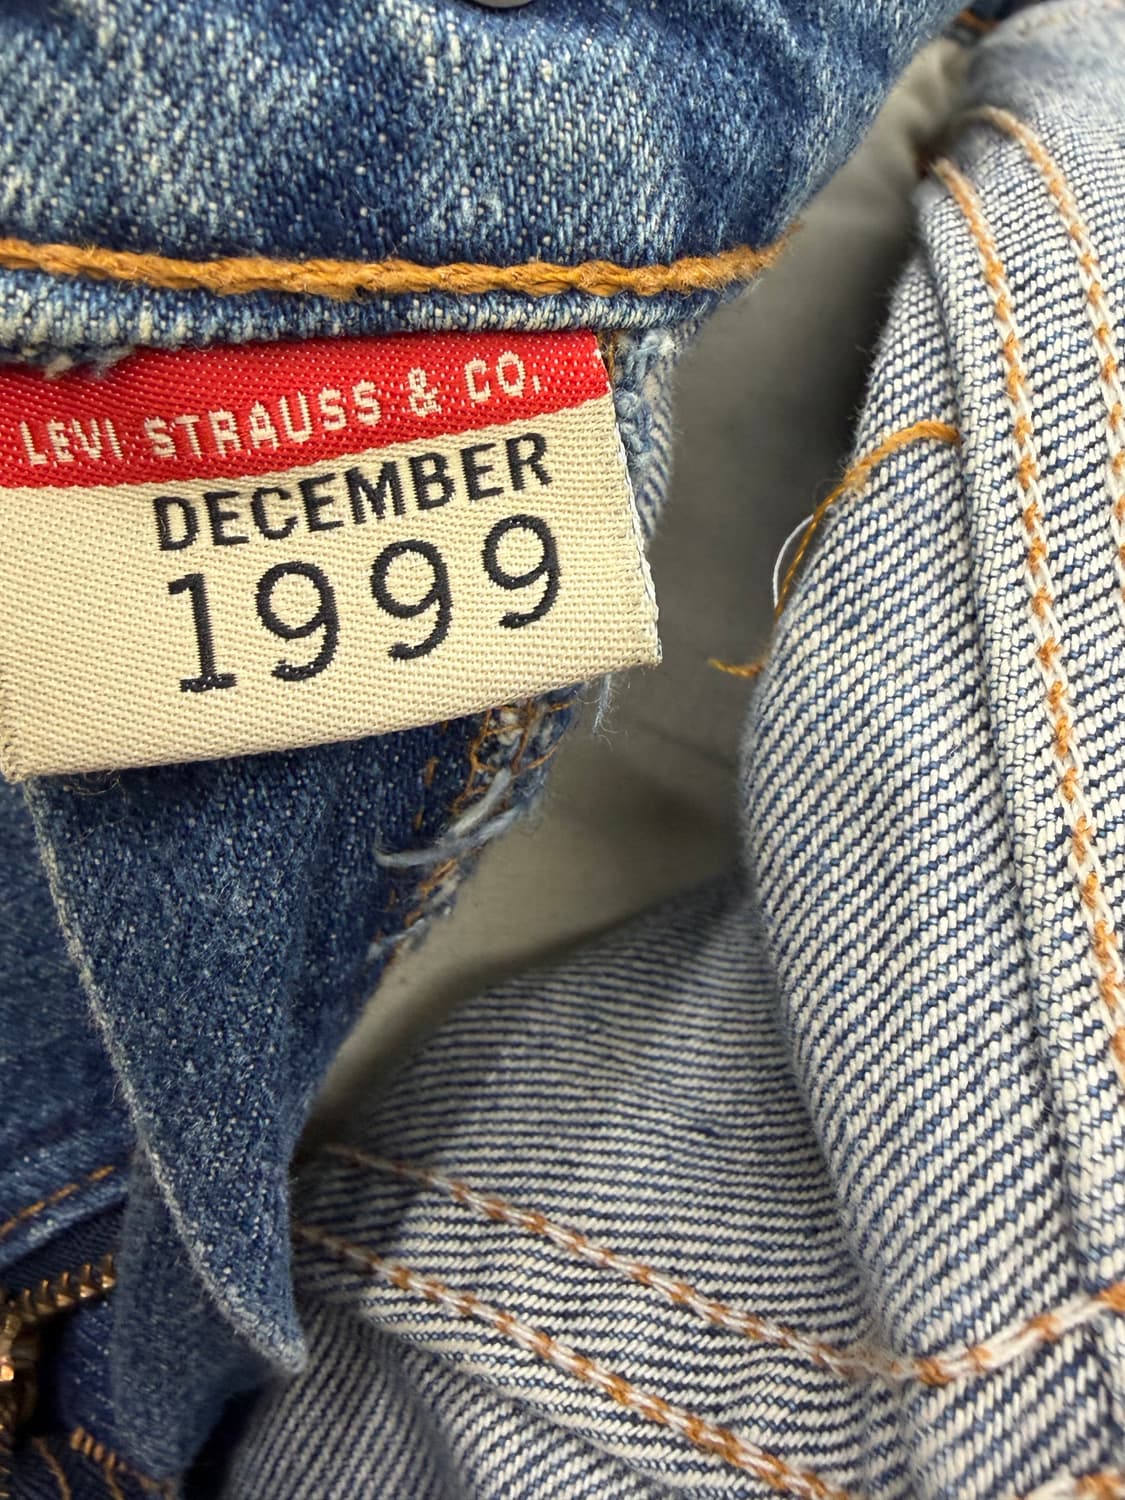 LEVI STRAUSS & CO.
DECEMBER
1999